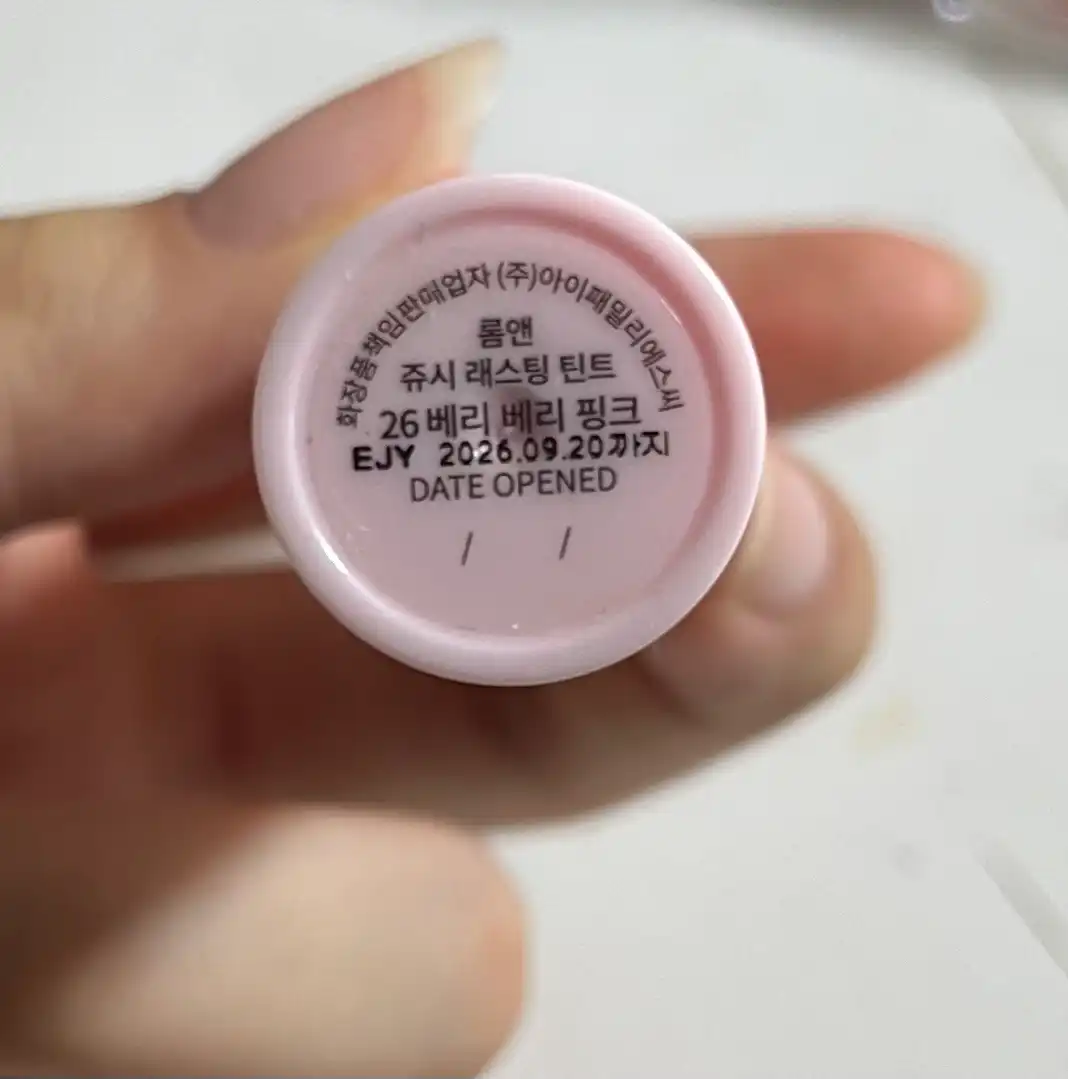 화장품책임판매업자 (주)아이패밀리에스씨
롬앤
쥬시 래스팅 틴트
26 베리 베리 핑크
EJY 2026.09.20까지
DATE OPENED
/ /